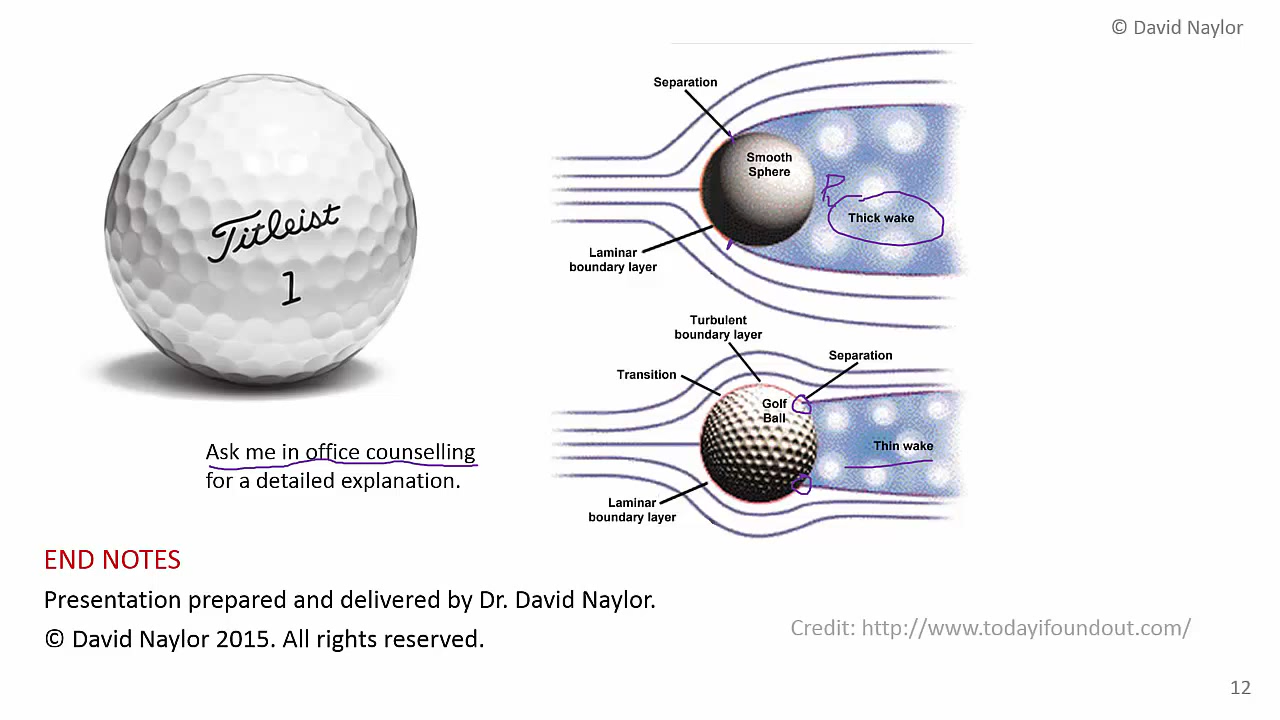 © David Naylor
Titleist
1
Separation
Smooth
Sphere
P
Thick wake
Laminar
boundary layer
Turbulent
boundary layer
Separation
Transition
Golf
Ball
Thin wake
Laminar
boundary layer
Ask me in office counselling
for a detailed explanation.
END NOTES
Presentation prepared and delivered by Dr. David Naylor.
© David Naylor 2015. All rights reserved.
Credit: http://www.todayifoundout.com/
12